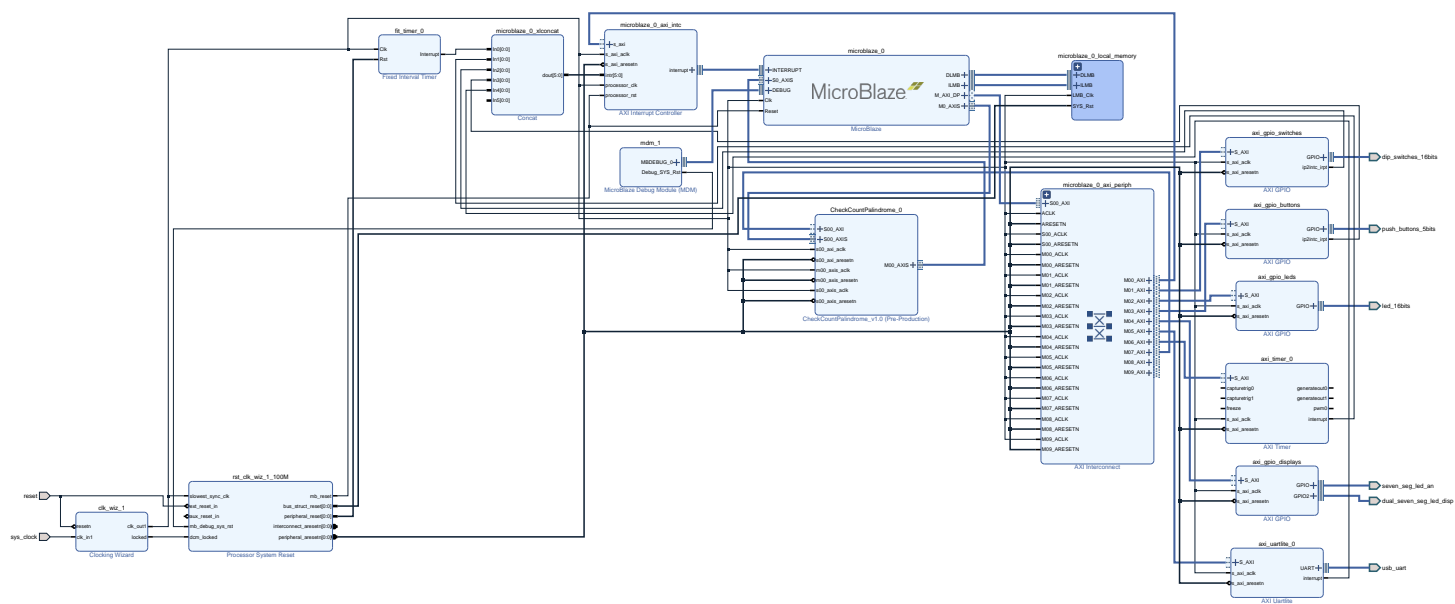 fit_timer_0
Clk
Rst
Interrupt
Fixed Interval Timer
microblaze_0_xlconcat
In0[0:0]
In1[0:0]
In2[0:0]
In3[0:0]
In4[0:0]
In5[0:0]
dout[5:0]
Concat
microblaze_0_axi_intc
s_axi
s_axi_aclk
s_axi_aresetn
intr[5:0]
processor_clk
processor_rst
interrupt
AXI Interrupt Controller
microblaze_0
INTERRUPT
S0_AXIS
DEBUG
Clk
Reset
MicroBlaze
DLMB
ILMB
M_AXI_DP
M0_AXIS
MicroBlaze
microblaze_0_local_memory
DLMB
ILMB
LMB_Clk
SYS_Rst
mdm_1
MBDEBUG_0
Debug_SYS_Rst
MicroBlaze Debug Module (MDM)
CheckCountPalindrome_0
S00_AXI
S00_AXIS
s00_axi_aclk
s00_axi_aresetn
m00_axis_aclk
m00_axis_aresetn
s00_axis_aclk
s00_axis_aresetn
M00_AXIS
CheckCountPalindrome_v1.0 (Pre-Production)
microblaze_0_axi_periph
S00_AXI
ACLK
ARESETN
S00_ACLK
S00_ARESETN
M00_ACLK
M00_ARESETN
M01_ACLK
M01_ARESETN
M02_ACLK
M02_ARESETN
M03_ACLK
M03_ARESETN
M04_ACLK
M04_ARESETN
M05_ACLK
M05_ARESETN
M06_ACLK
M06_ARESETN
M07_ACLK
M07_ARESETN
M08_ACLK
M08_ARESETN
M09_ACLK
M09_ARESETN
M00_AXI
M01_AXI
M02_AXI
M03_AXI
M04_AXI
M05_AXI
M06_AXI
M07_AXI
M08_AXI
M09_AXI
AXI Interconnect
axi_gpio_switches
S_AXI
s_axi_aclk
s_axi_aresetn
GPIO
ip2intc_irpt
AXI GPIO
dip_switches_16bits
axi_gpio_buttons
S_AXI
s_axi_aclk
s_axi_aresetn
GPIO
ip2intc_irpt
AXI GPIO
push_buttons_5bits
axi_gpio_leds
S_AXI
s_axi_aclk
s_axi_aresetn
GPIO
AXI GPIO
led_16bits
axi_timer_0
S_AXI
capturetrig0
capturetrig1
freeze
s_axi_aclk
s_axi_aresetn
generateout0
generateout1
pwm0
interrupt
AXI Timer
axi_gpio_displays
S_AXI
s_axi_aclk
s_axi_aresetn
GPIO
GPIO2
AXI GPIO
seven_seg_led_an
dual_seven_seg_led_disp
axi_uartlite_0
S_AXI
s_axi_aclk
s_axi_aresetn
UART
interrupt
AXI Uartlite
usb_uart
reset
sys_clock
clk_wiz_1
resetn
clk_in1
clk_out1
locked
Clocking Wizard
rst_clk_wiz_1_100M
slowest_sync_clk
ext_reset_in
aux_reset_in
mb_debug_sys_rst
dcm_locked
mb_reset
bus_struct_reset[0:0]
peripheral_reset[0:0]
interconnect_aresetn[0:0]
peripheral_aresetn[0:0]
Processor System Reset